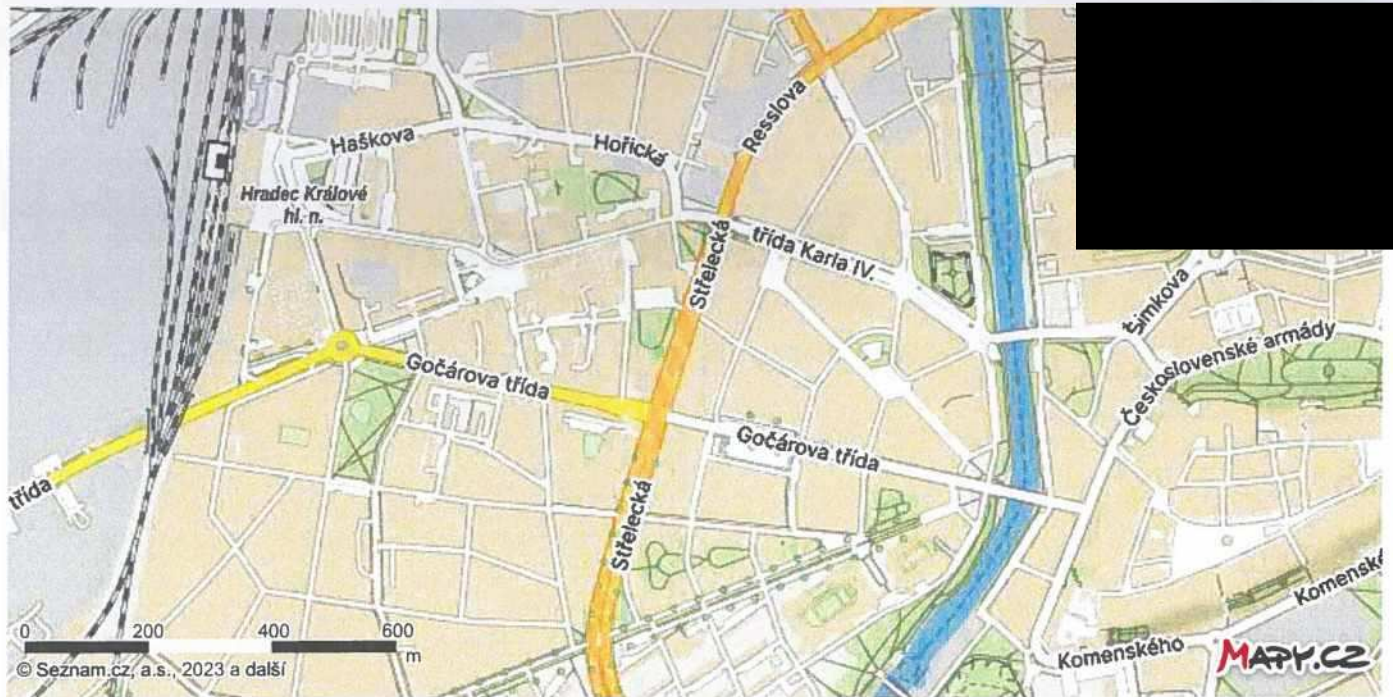 Resslova
Haškova
Hořická
Hradec Králové
hl. n.
třída Karla IV.
Střelecká
Šimkova
Československé armády
Gočárova třída
Gočárova třída
třída
Střelecká
Komenské
Komenského
0 200 400 600
m
© Seznam.cz, a.s., 2023 a další
MAPY.CZ